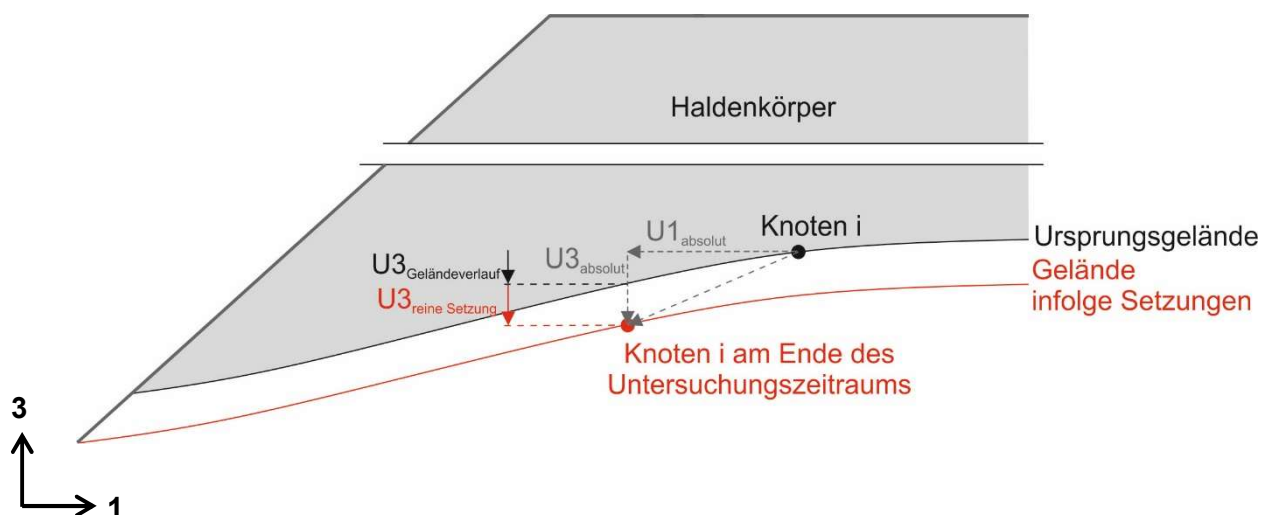 Haldenkörper
Knoten i
U1absolut
Ursprungsgelände
U3Geländeverlauf
U3absolut
Gelände
infolge Setzungen
U3reine Setzung
Knoten i am Ende des
Untersuchungszeitraums
3
1